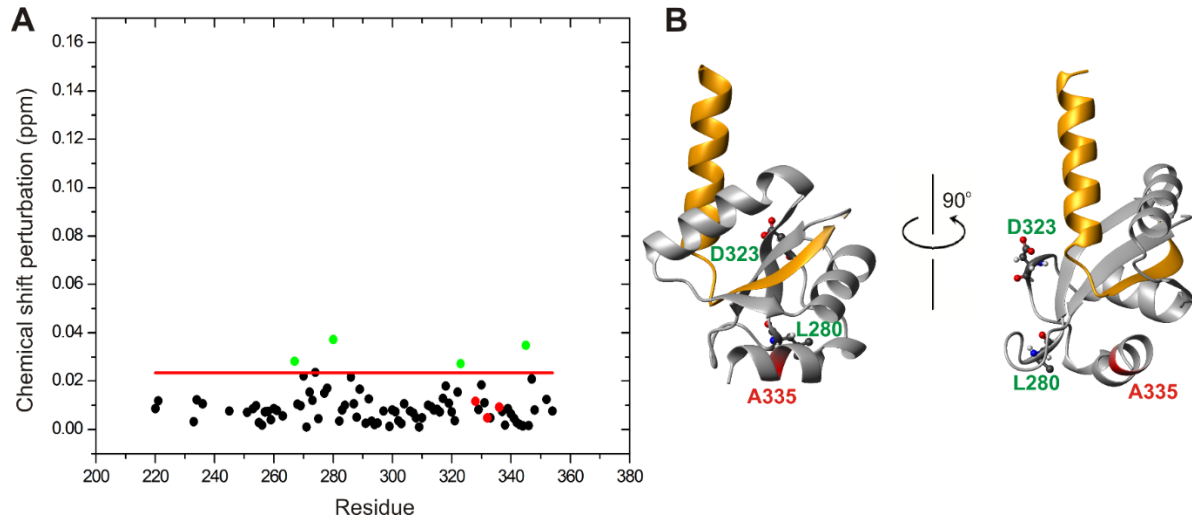 A
B
Chemical shift perturbation (ppm)
0.16
0.14
0.12
0.10
0.08
0.06
0.04
0.02
0.00
200 220 240 260 280 300 320 340 360 380
Residue
D323
L280
A335
90°
D323
L280
A335